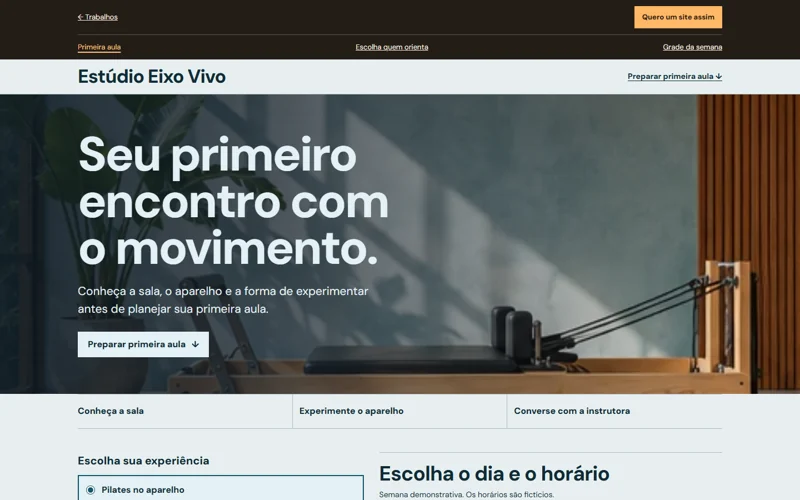 ← Trabalhos
Quero um site assim
Primeira aula
Escolha quem orienta
Grade da semana
Estúdio Eixo Vivo
Preparar primeira aula ↓
Seu primeiro
encontro com
o movimento.
Conheça a sala, o aparelho e a forma de experimentar
antes de planejar sua primeira aula.
Preparar primeira aula ↓
Conheça a sala
Experimente o aparelho
Converse com a instrutora
Escolha sua experiência
Pilates no aparelho
Escolha o dia e o horário
Semana demonstrativa. Os horários são fictícios.